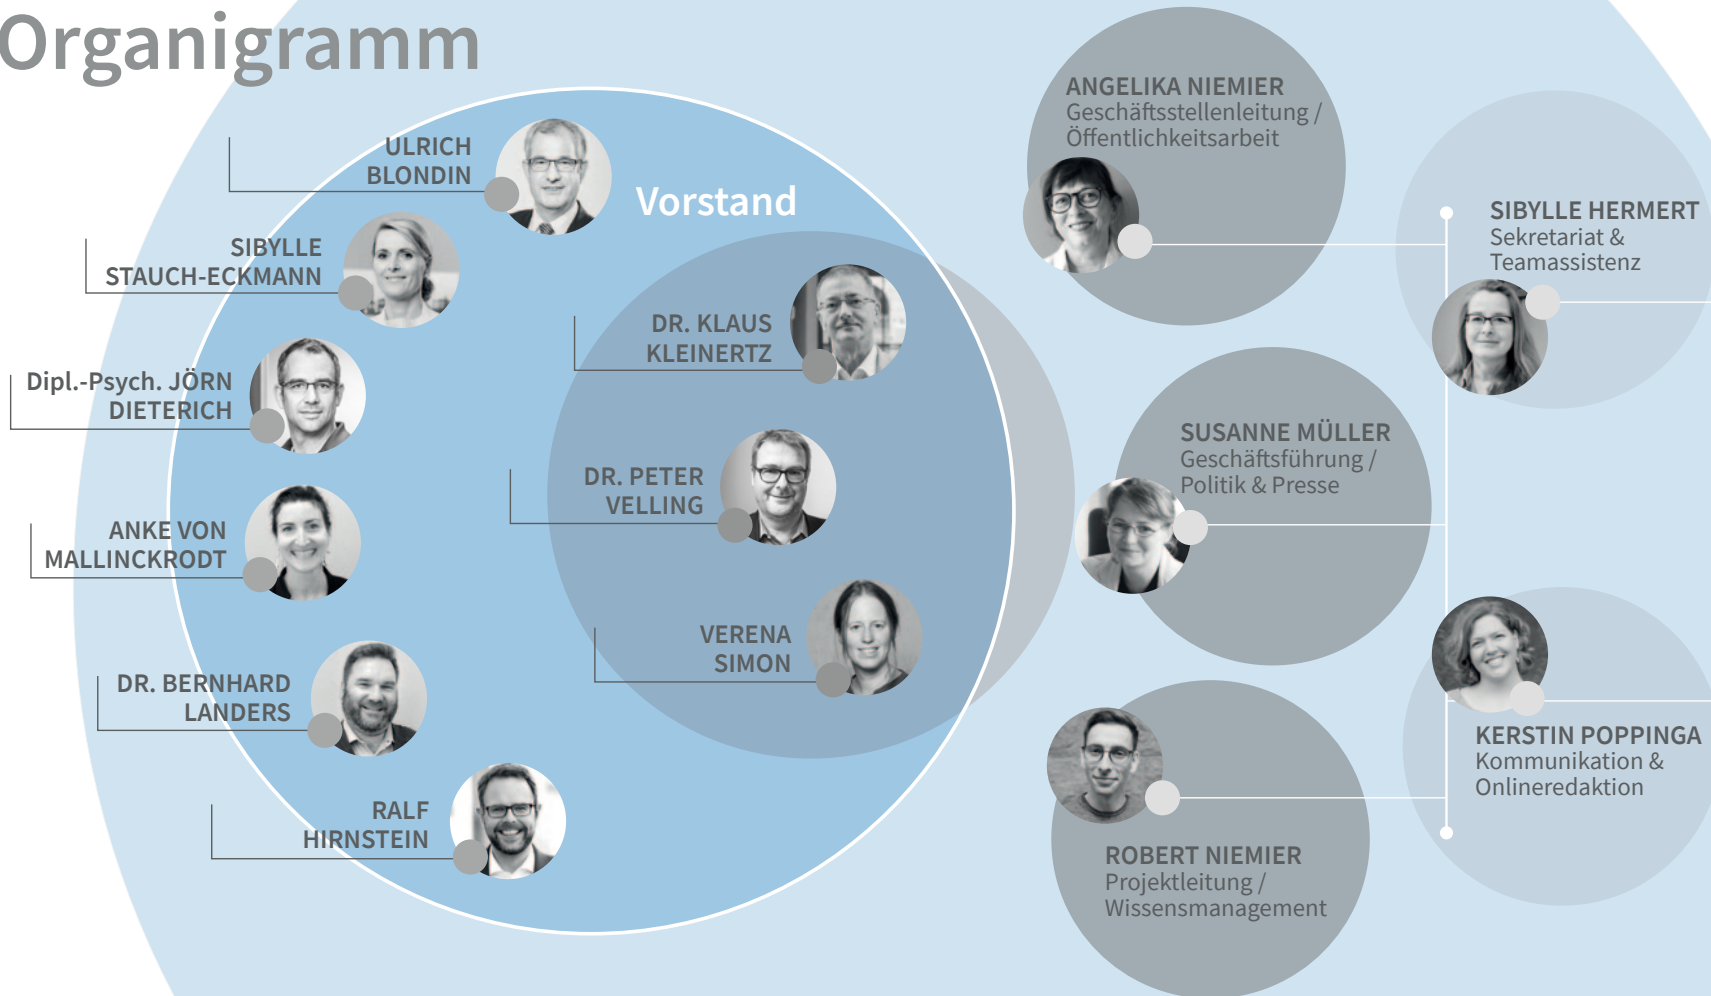 Organigramm
ULRICH
BLONDIN
Vorstand
SIBYLLE
STAUCH-ECKMANN
Dipl.-Psych. JÖRN
DIETERICH
ANKE VON
MALLINCKRODT
DR. BERNHARD
LANDERS
RALF
HIRNSTEIN
DR. KLAUS
KLEINERTZ
DR. PETER
VELLING
VERENA
SIMON
ANGELIKA NIEMIER
Geschäftsstellenleitung /
Öffentlichkeitsarbeit
SUSANNE MÜLLER
Geschäftsführung /
Politik & Presse
ROBERT NIEMIER
Projektleitung /
Wissensmanagement
SIBYLLE HERMERT
Sekretariat &
Teamassistenz
KERSTIN POPPINGA
Kommunikation &
Onlineredaktion